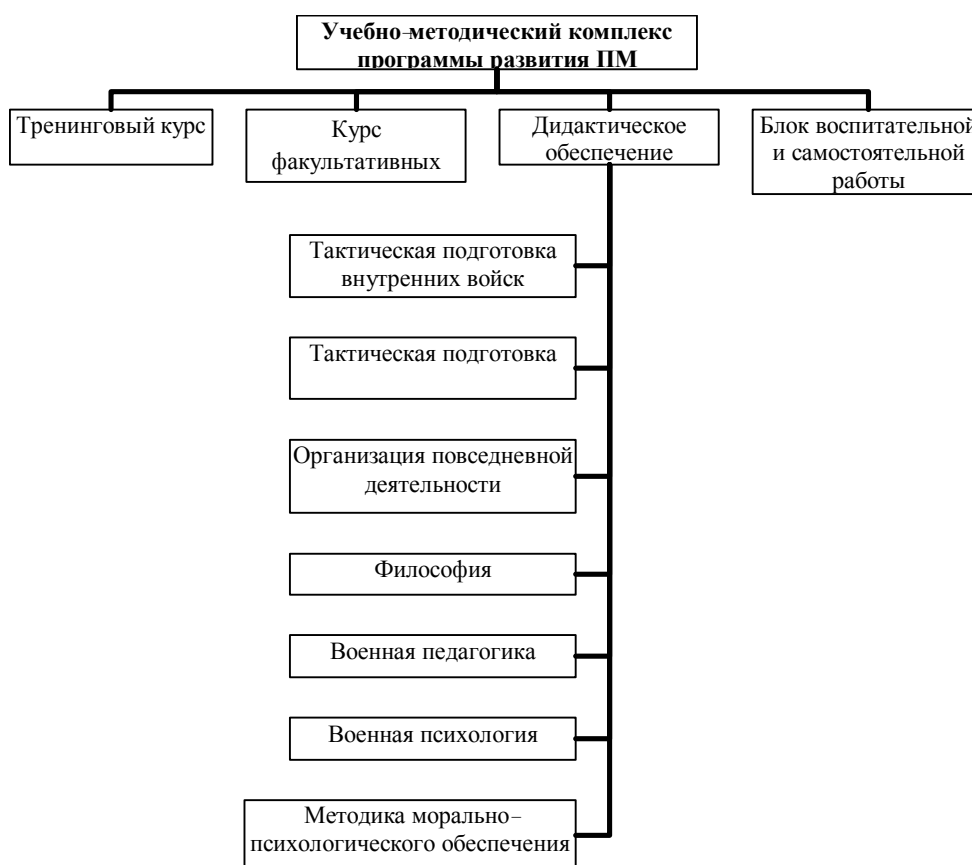 Учебно-методический комплекс
программы развития ПМ
Тренинговый курс
Курс
факультативных
Дидактическое
обеспечение
Блок воспитательной
и самостоятельной
работы
Тактическая подготовка
внутренних войск
Тактическая подготовка
Организация повседневной
деятельности
Философия
Военная педагогика
Военная психология
Методика морально–
психологического обеспечения